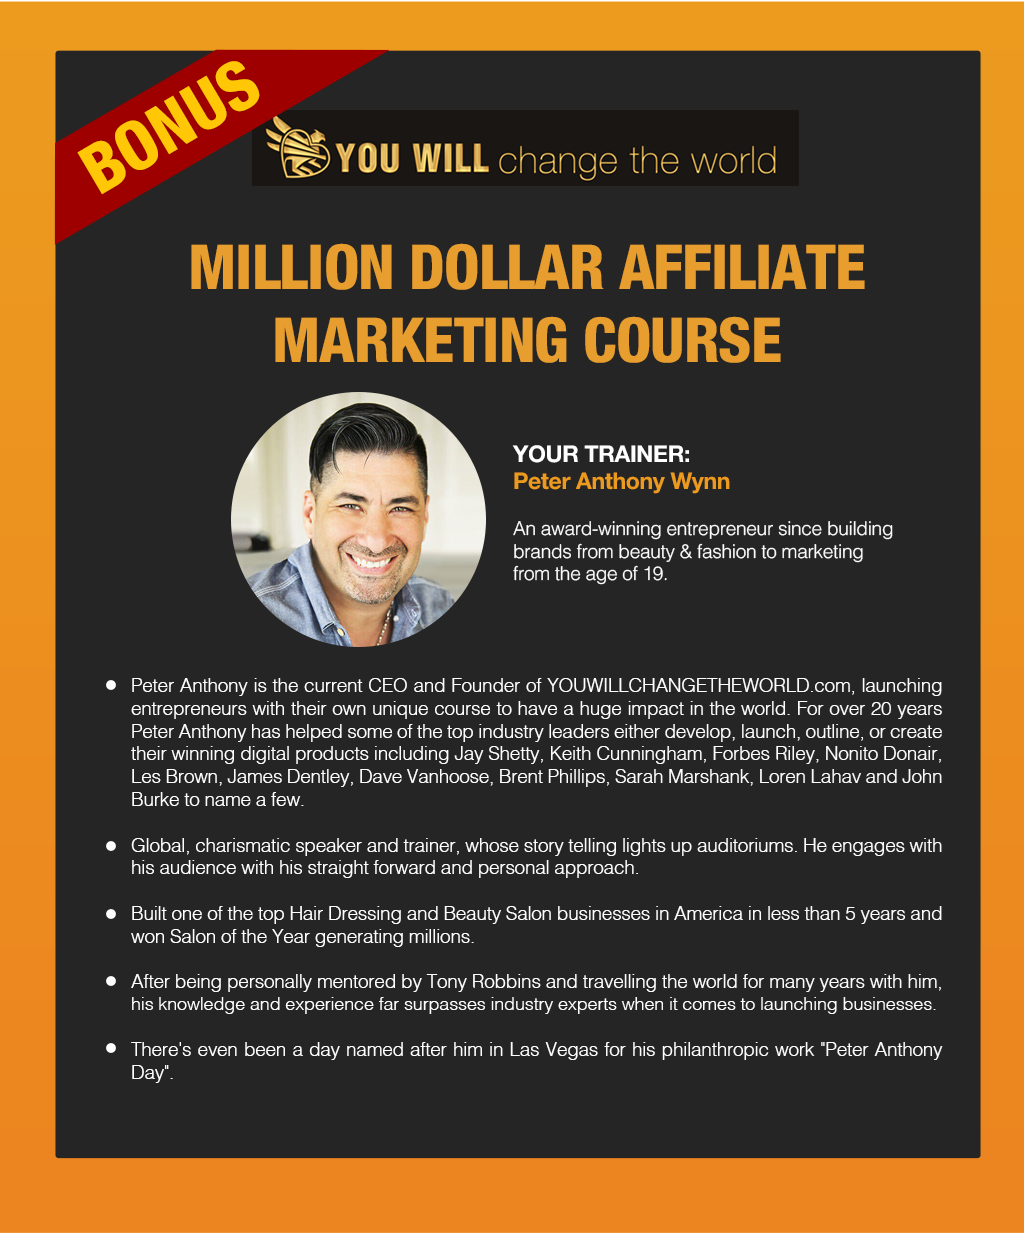 BONUS
YOU WILL change the world
MILLION DOLLAR AFFILIATE
MARKETING COURSE
YOUR TRAINER:
Peter Anthony Wynn
An award-winning entrepreneur since building
brands from beauty & fashion to marketing
from the age of 19.
Peter Anthony is the current CEO and Founder of YOUWILLCHANGETHEWORLD.com, launching
entrepreneurs with their own unique course to have a huge impact in the world. For over 20 years
Peter Anthony has helped some of the top industry leaders either develop, launch, outline, or create
their winning digital products including Jay Shetty, Keith Cunningham, Forbes Riley, Nonito Donair,
Les Brown, James Dentley, Dave Vanhoose, Brent Phillips, Sarah Marshank, Loren Lahav and John
Burke to name a few.
Global, charismatic speaker and trainer, whose story telling lights up auditoriums. He engages with
his audience with his straight forward and personal approach.
Built one of the top Hair Dressing and Beauty Salon businesses in America in less than 5 years and
won Salon of the Year generating millions.
After being personally mentored by Tony Robbins and travelling the world for many years with him,
his knowledge and experience far surpasses industry experts when it comes to launching businesses.
There's even been a day named after him in Las Vegas for his philanthropic work "Peter Anthony
Day".